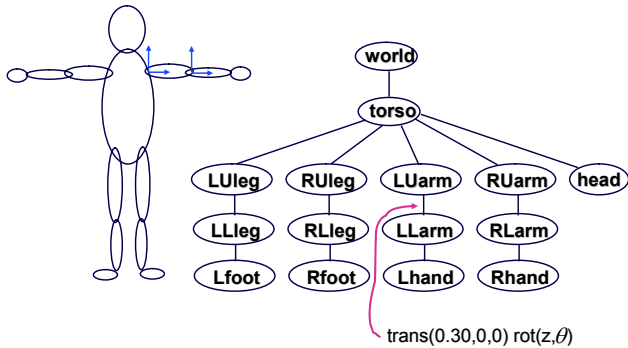 world
torso
LUleg RUleg LUarm RUarm head
LLleg RLleg LLarm RLarm
Lfoot Rfoot Lhand Rhand
trans(0.30,0,0) rot(z,θ)